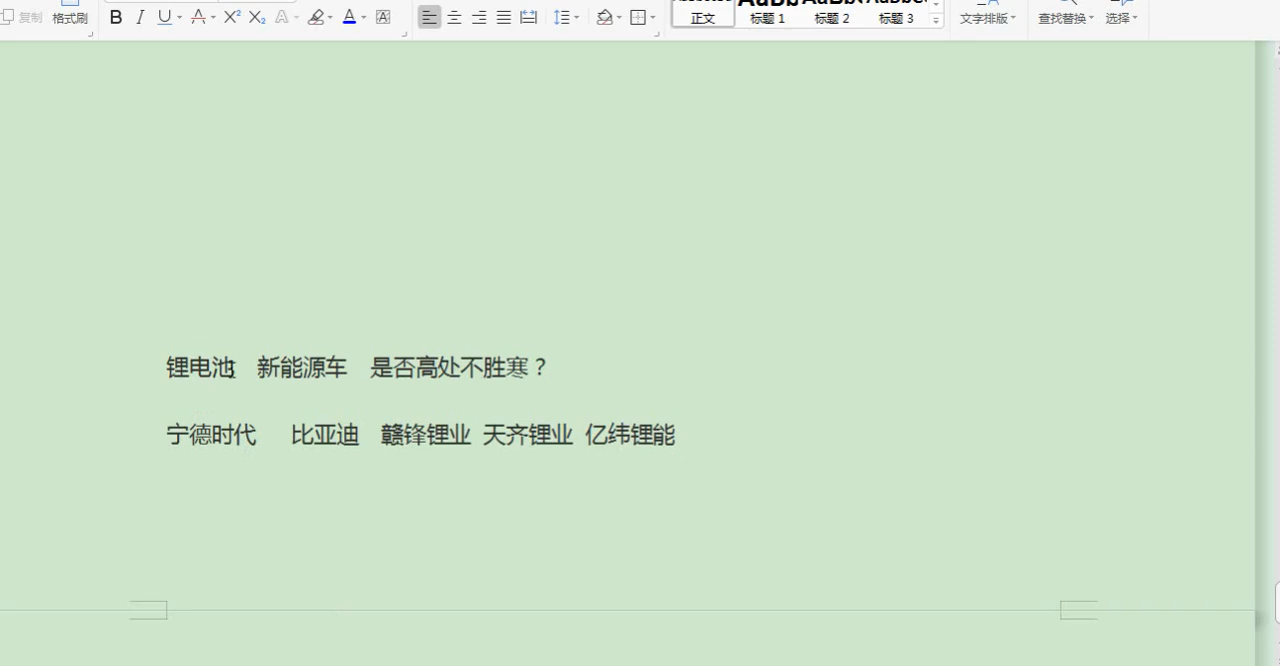 复制 格式刷 B I U A X² X₂ A A A 正文 标题 1 标题 2 标题 3 文字排版 查找替换 选择
锂电池 新能源车 是否高处不胜寒？
宁德时代 比亚迪 赣锋锂业 天齐锂业 亿纬锂能